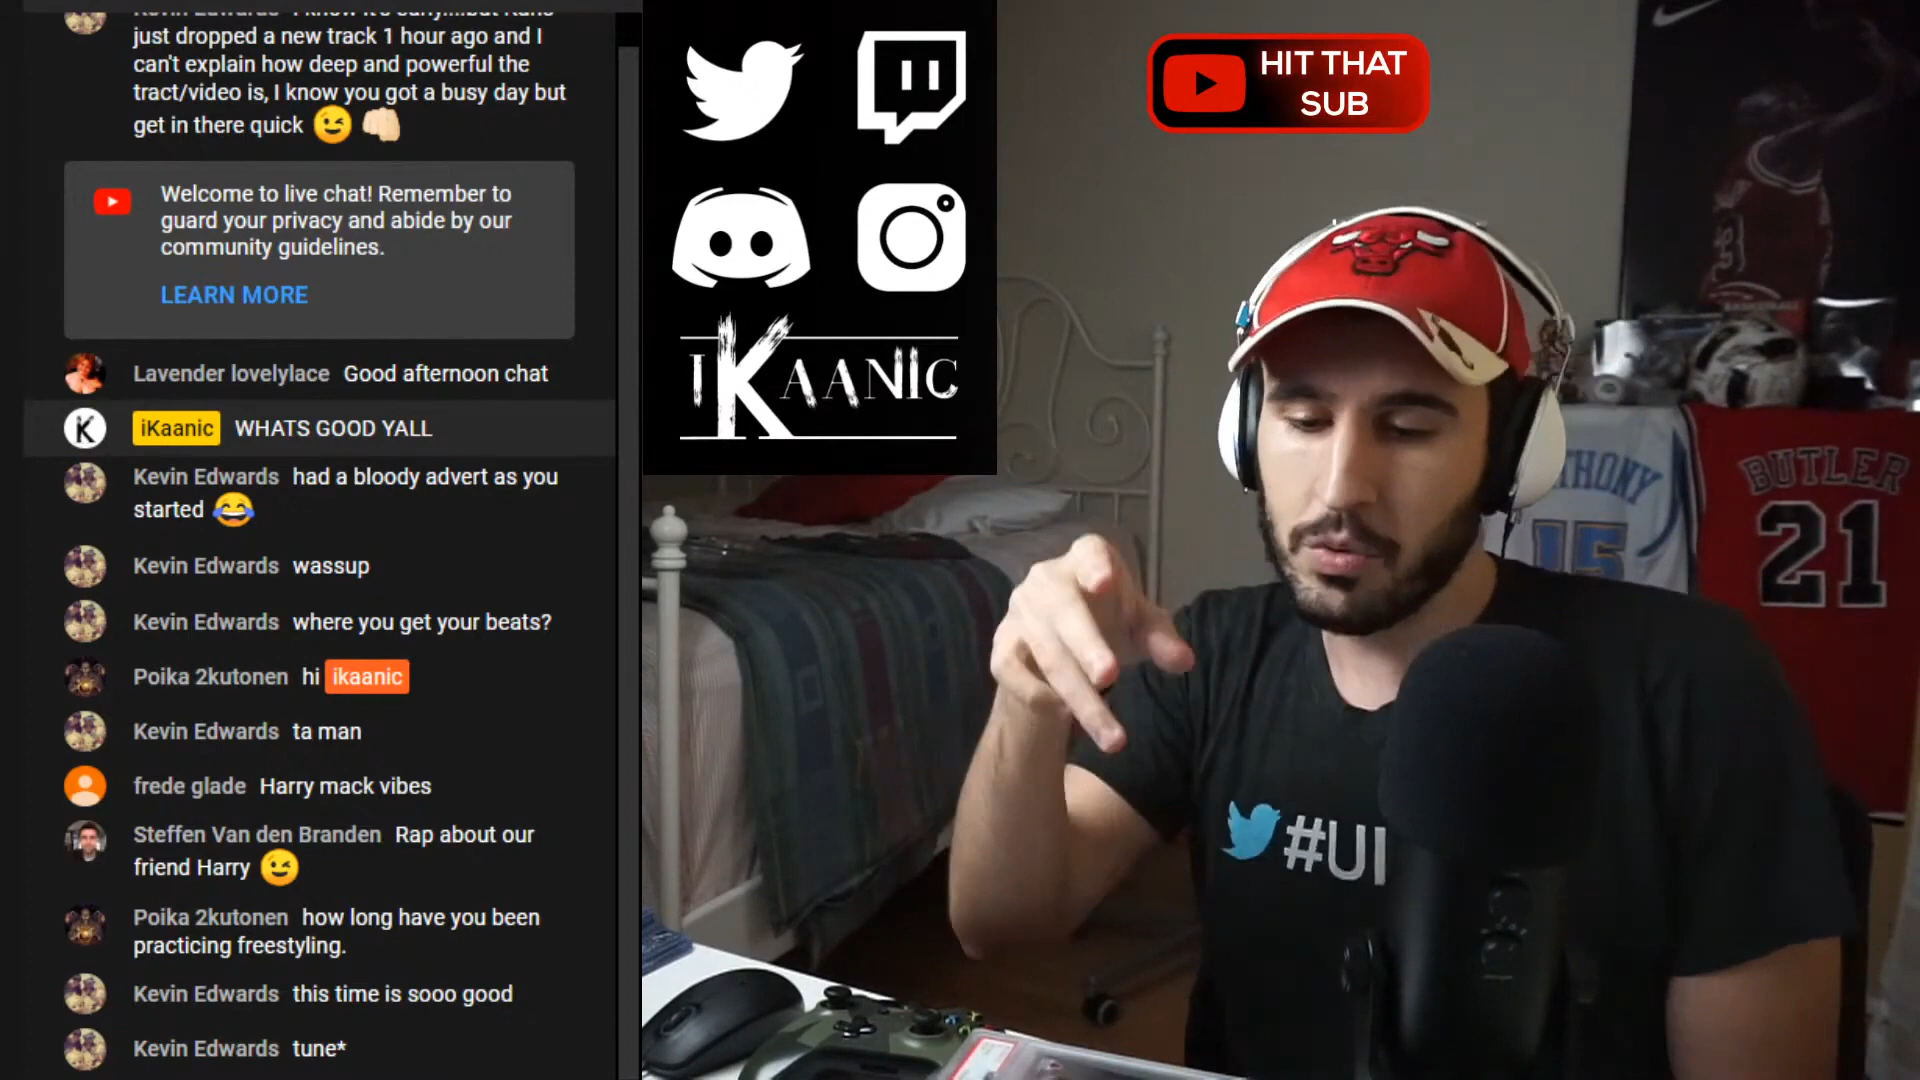 just dropped a new track 1 hour ago and I
can't explain how deep and powerful the
tract/video is, I know you got a busy day but
get in there quick
Welcome to live chat! Remember to
guard your privacy and abide by our
community guidelines.
LEARN MORE
Lavender lovelylace Good afternoon chat
iKaanic WHATS GOOD YALL
Kevin Edwards had a bloody advert as you
started
Kevin Edwards wassup
Kevin Edwards where you get your beats?
Poika 2kutonen hi ikaanic
Kevin Edwards ta man
frede glade Harry mack vibes
Steffen Van den Branden Rap about our
friend Harry
Poika 2kutonen how long have you been
practicing freestyling.
Kevin Edwards this time is sooo good
Kevin Edwards tune*
IKAANIC
HIT THAT
SUB
THONY
15
BUTLER
21
#UI